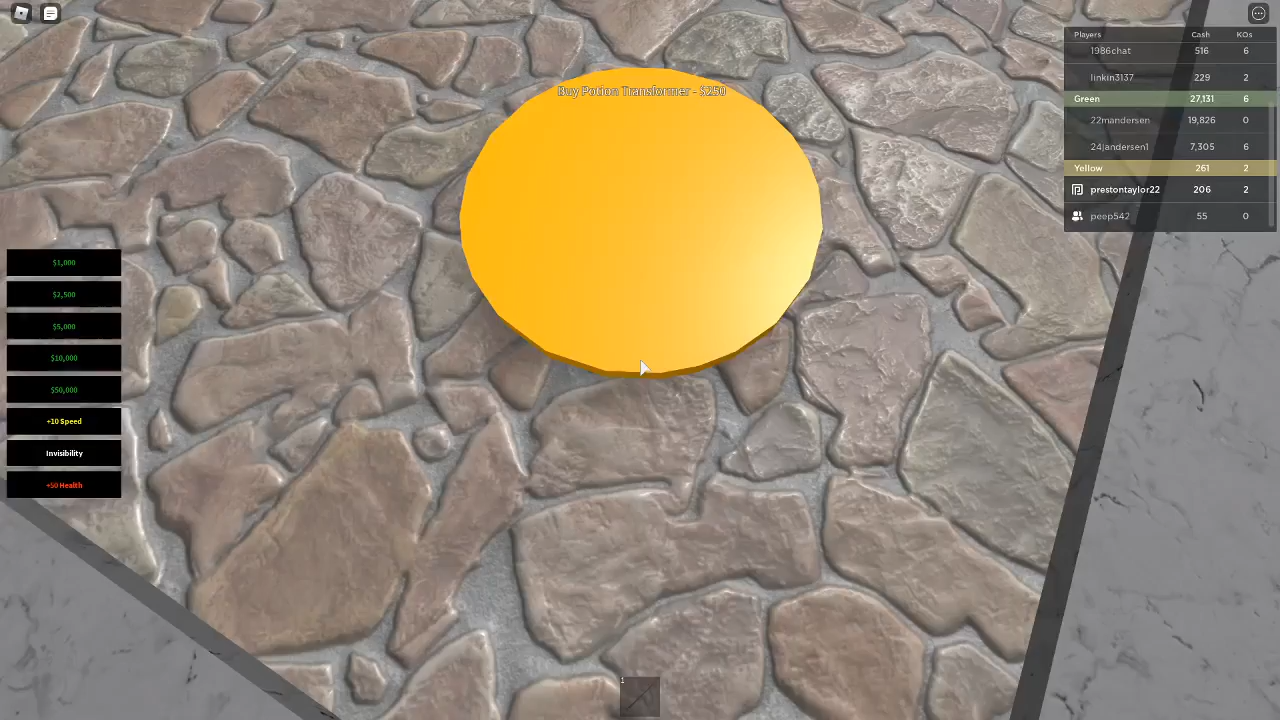 Buy Potion Transformer - $250
Players Cash KOs
1986chat 516 6
linkin3137 229 2
Green 27,131 6
22mandersen 19,826 0
24jandersen1 7,305 6
Yellow 261 2
prestontaylor22 206 2
peep542 55 0
$1,000
$2,500
$5,000
$10,000
$50,000
+10 Speed
Invisibility
+50 Health
1